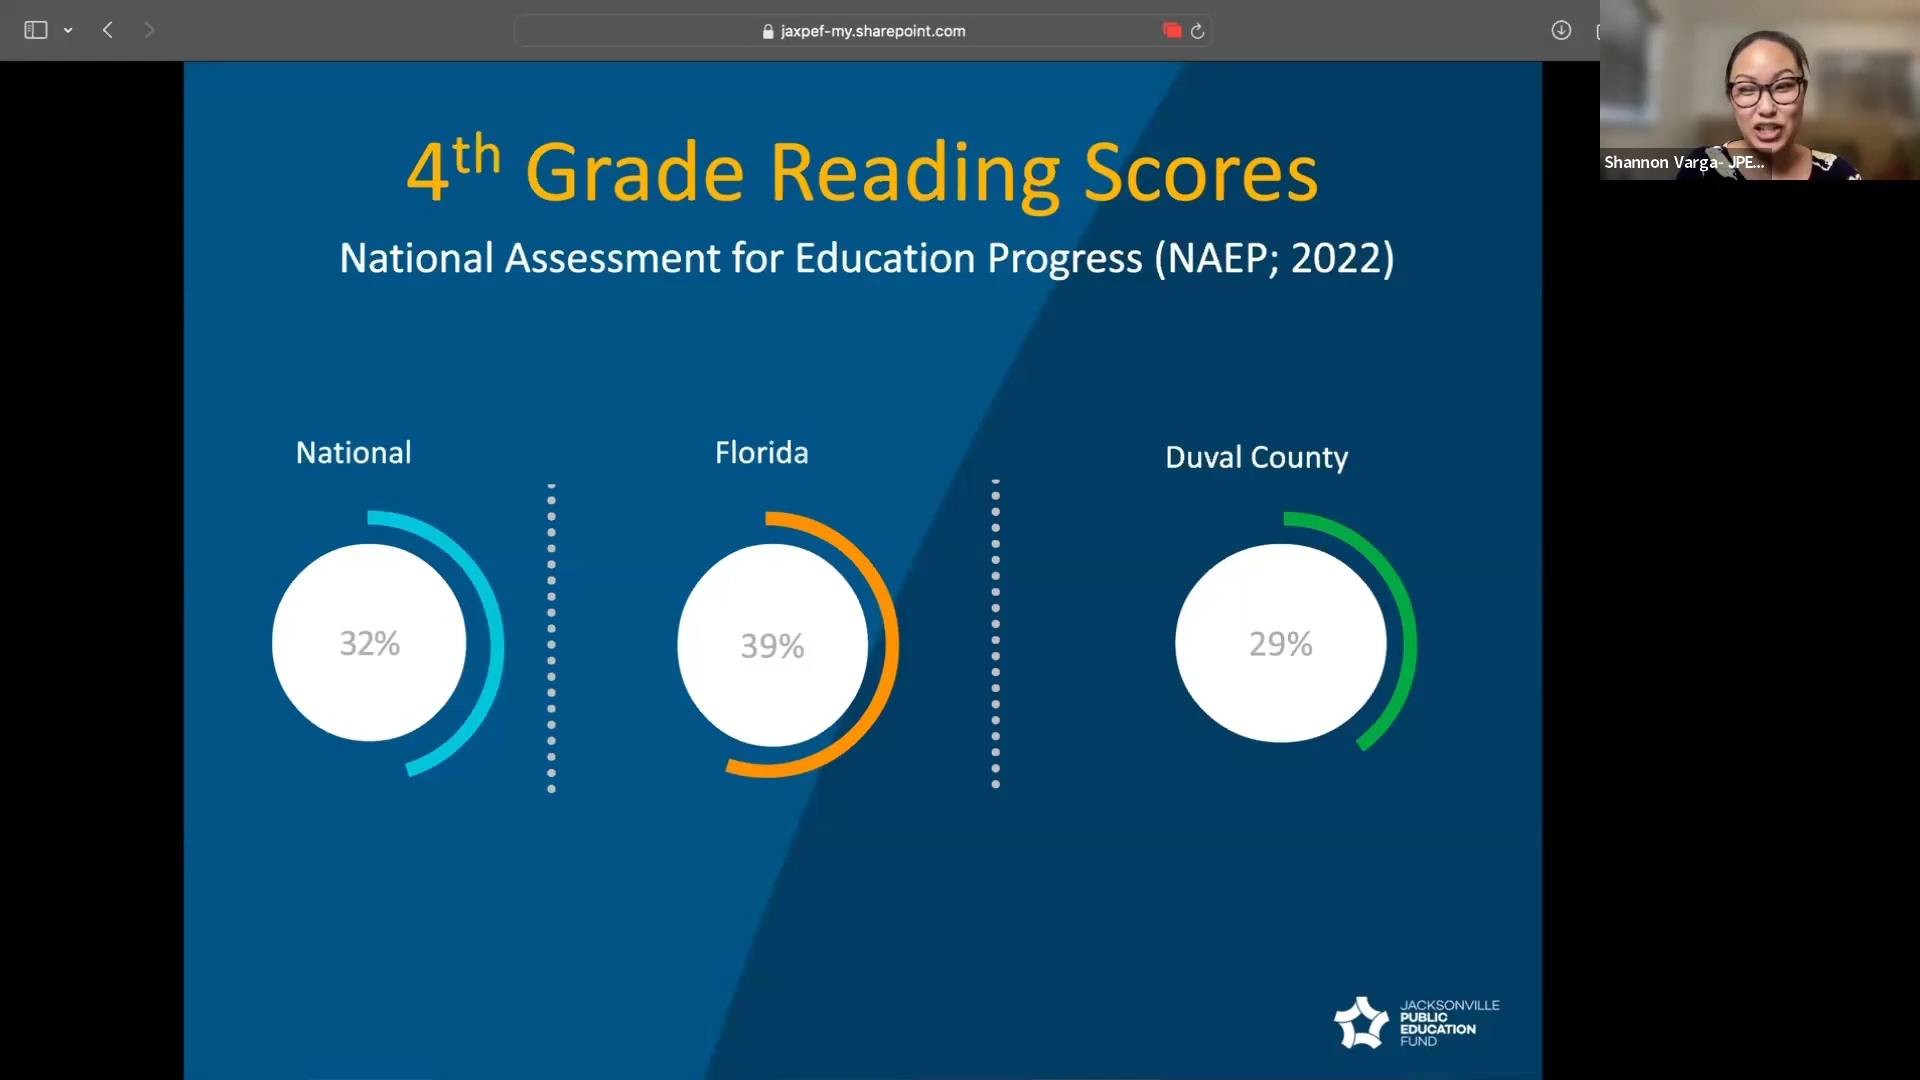 jaxpef-my.sharepoint.com
Shannon Varga- JPE...
4th Grade Reading Scores
National Assessment for Education Progress (NAEP; 2022)
National
Florida
Duval County
32%
39%
29%
JACKSONVILLE
PUBLIC
EDUCATION
FUND